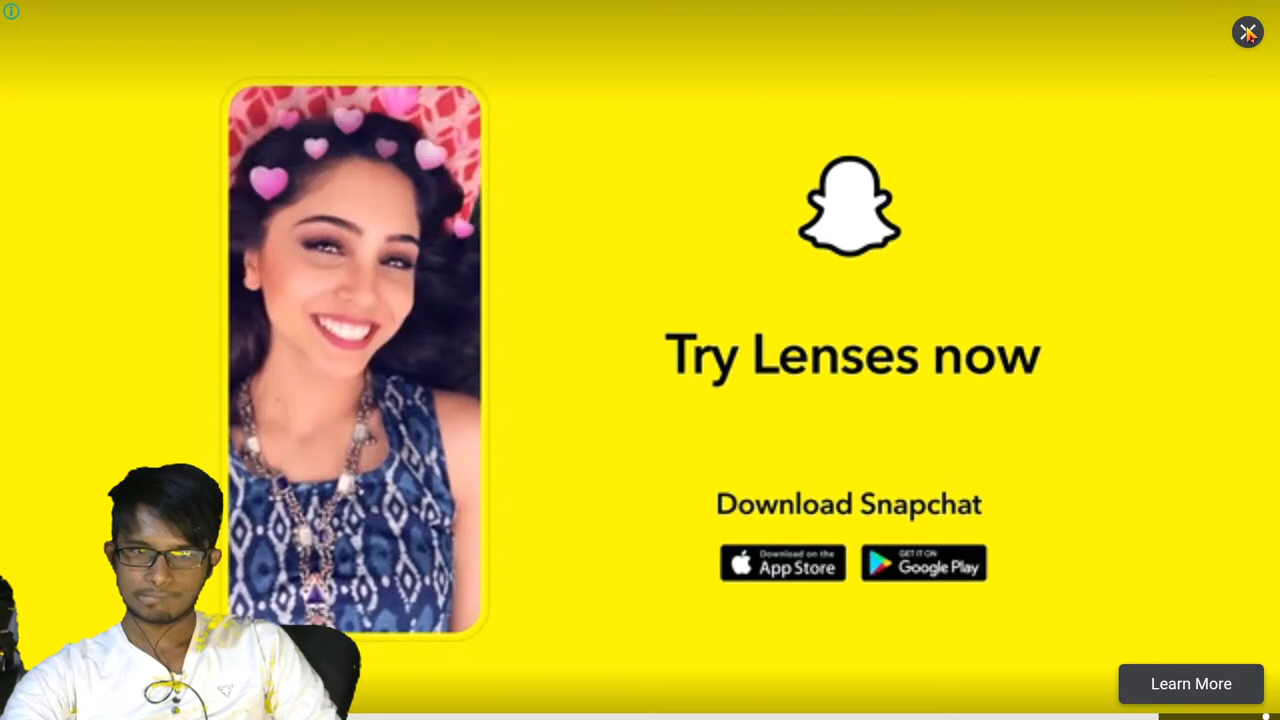 Try Lenses now
Download Snapchat
Download on the
App Store
GET IT ON
Google Play
Learn More